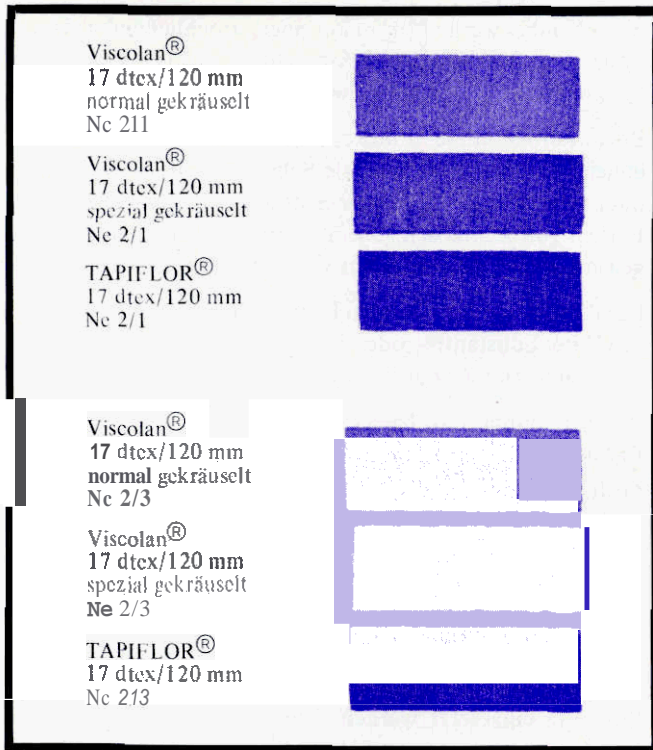 Viscolan®
17 dtex/120 mm
normal gekräuselt
Nc 211
Viscolan®
17 dtex/120 mm
spezial gekräuselt
Ne 2/1
TAPIFLOR®
17 dtex/120 mm
Ne 2/1
Viscolan®
17 dtex/120 mm
normal gekräuselt
Nc 2/3
Viscolan®
17 dtex/120 mm
spezial gekräuselt
Ne 2/3
TAPIFLOR®
17 dtex/120 mm
Nc 213